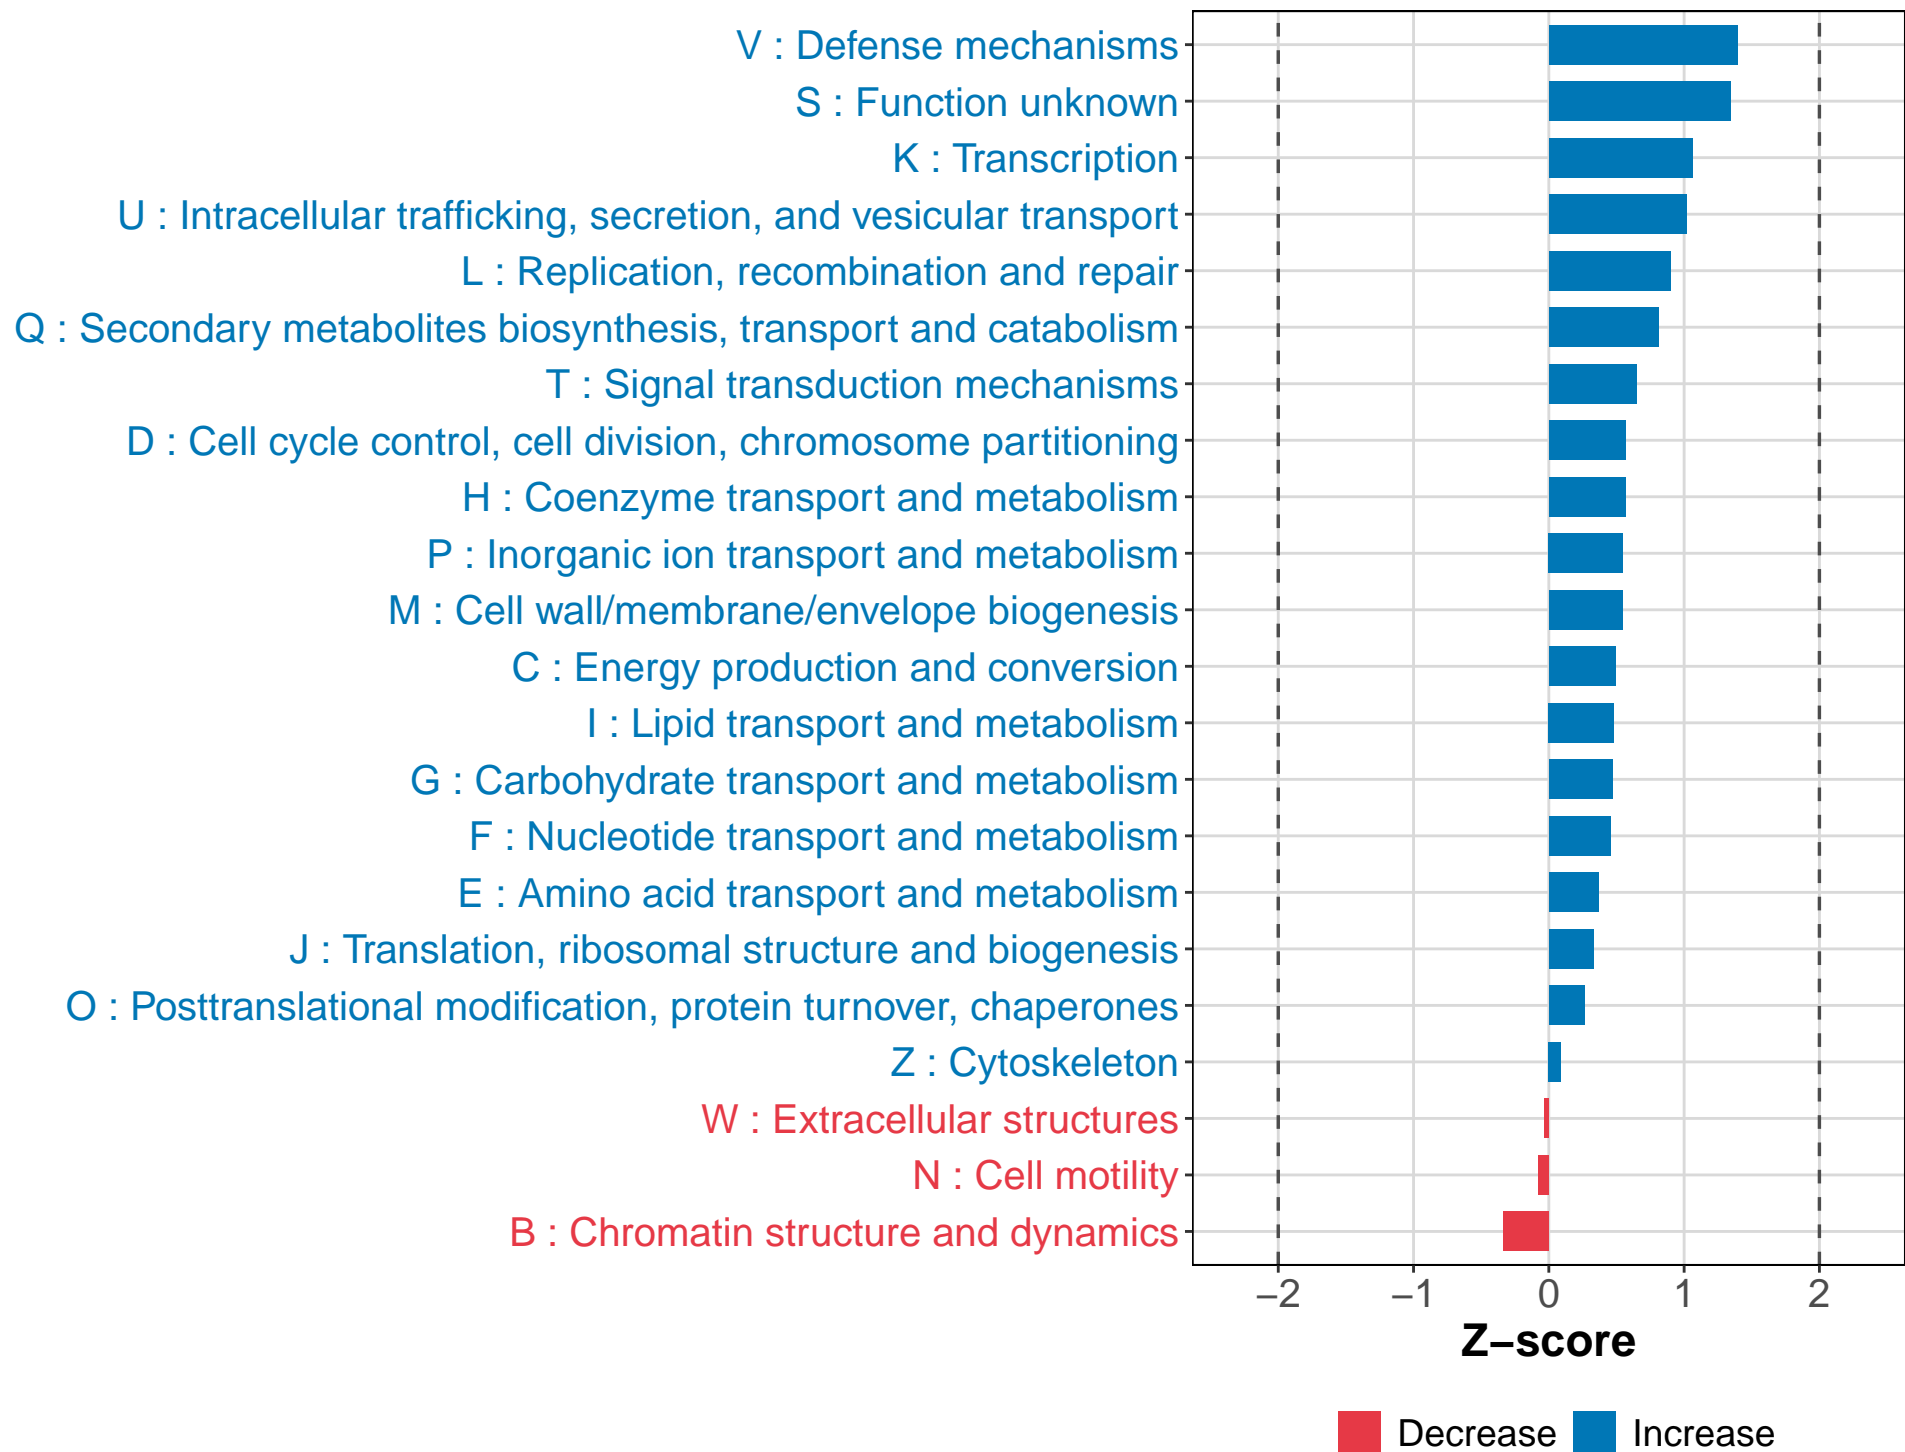 V : Defense mechanisms
S : Function unknown
K : Transcription
U : Intracellular trafficking, secretion, and vesicular transport
L : Replication, recombination and repair
Q : Secondary metabolites biosynthesis, transport and catabolism
T : Signal transduction mechanisms
D : Cell cycle control, cell division, chromosome partitioning
H : Coenzyme transport and metabolism
P : Inorganic ion transport and metabolism
M : Cell wall/membrane/envelope biogenesis
C : Energy production and conversion
I : Lipid transport and metabolism
G : Carbohydrate transport and metabolism
F : Nucleotide transport and metabolism
E : Amino acid transport and metabolism
J : Translation, ribosomal structure and biogenesis
O : Posttranslational modification, protein turnover, chaperones
Z : Cytoskeleton
W : Extracellular structures
N : Cell motility
B : Chromatin structure and dynamics
−2 −1 0 1 2
Z−score
Decrease Increase